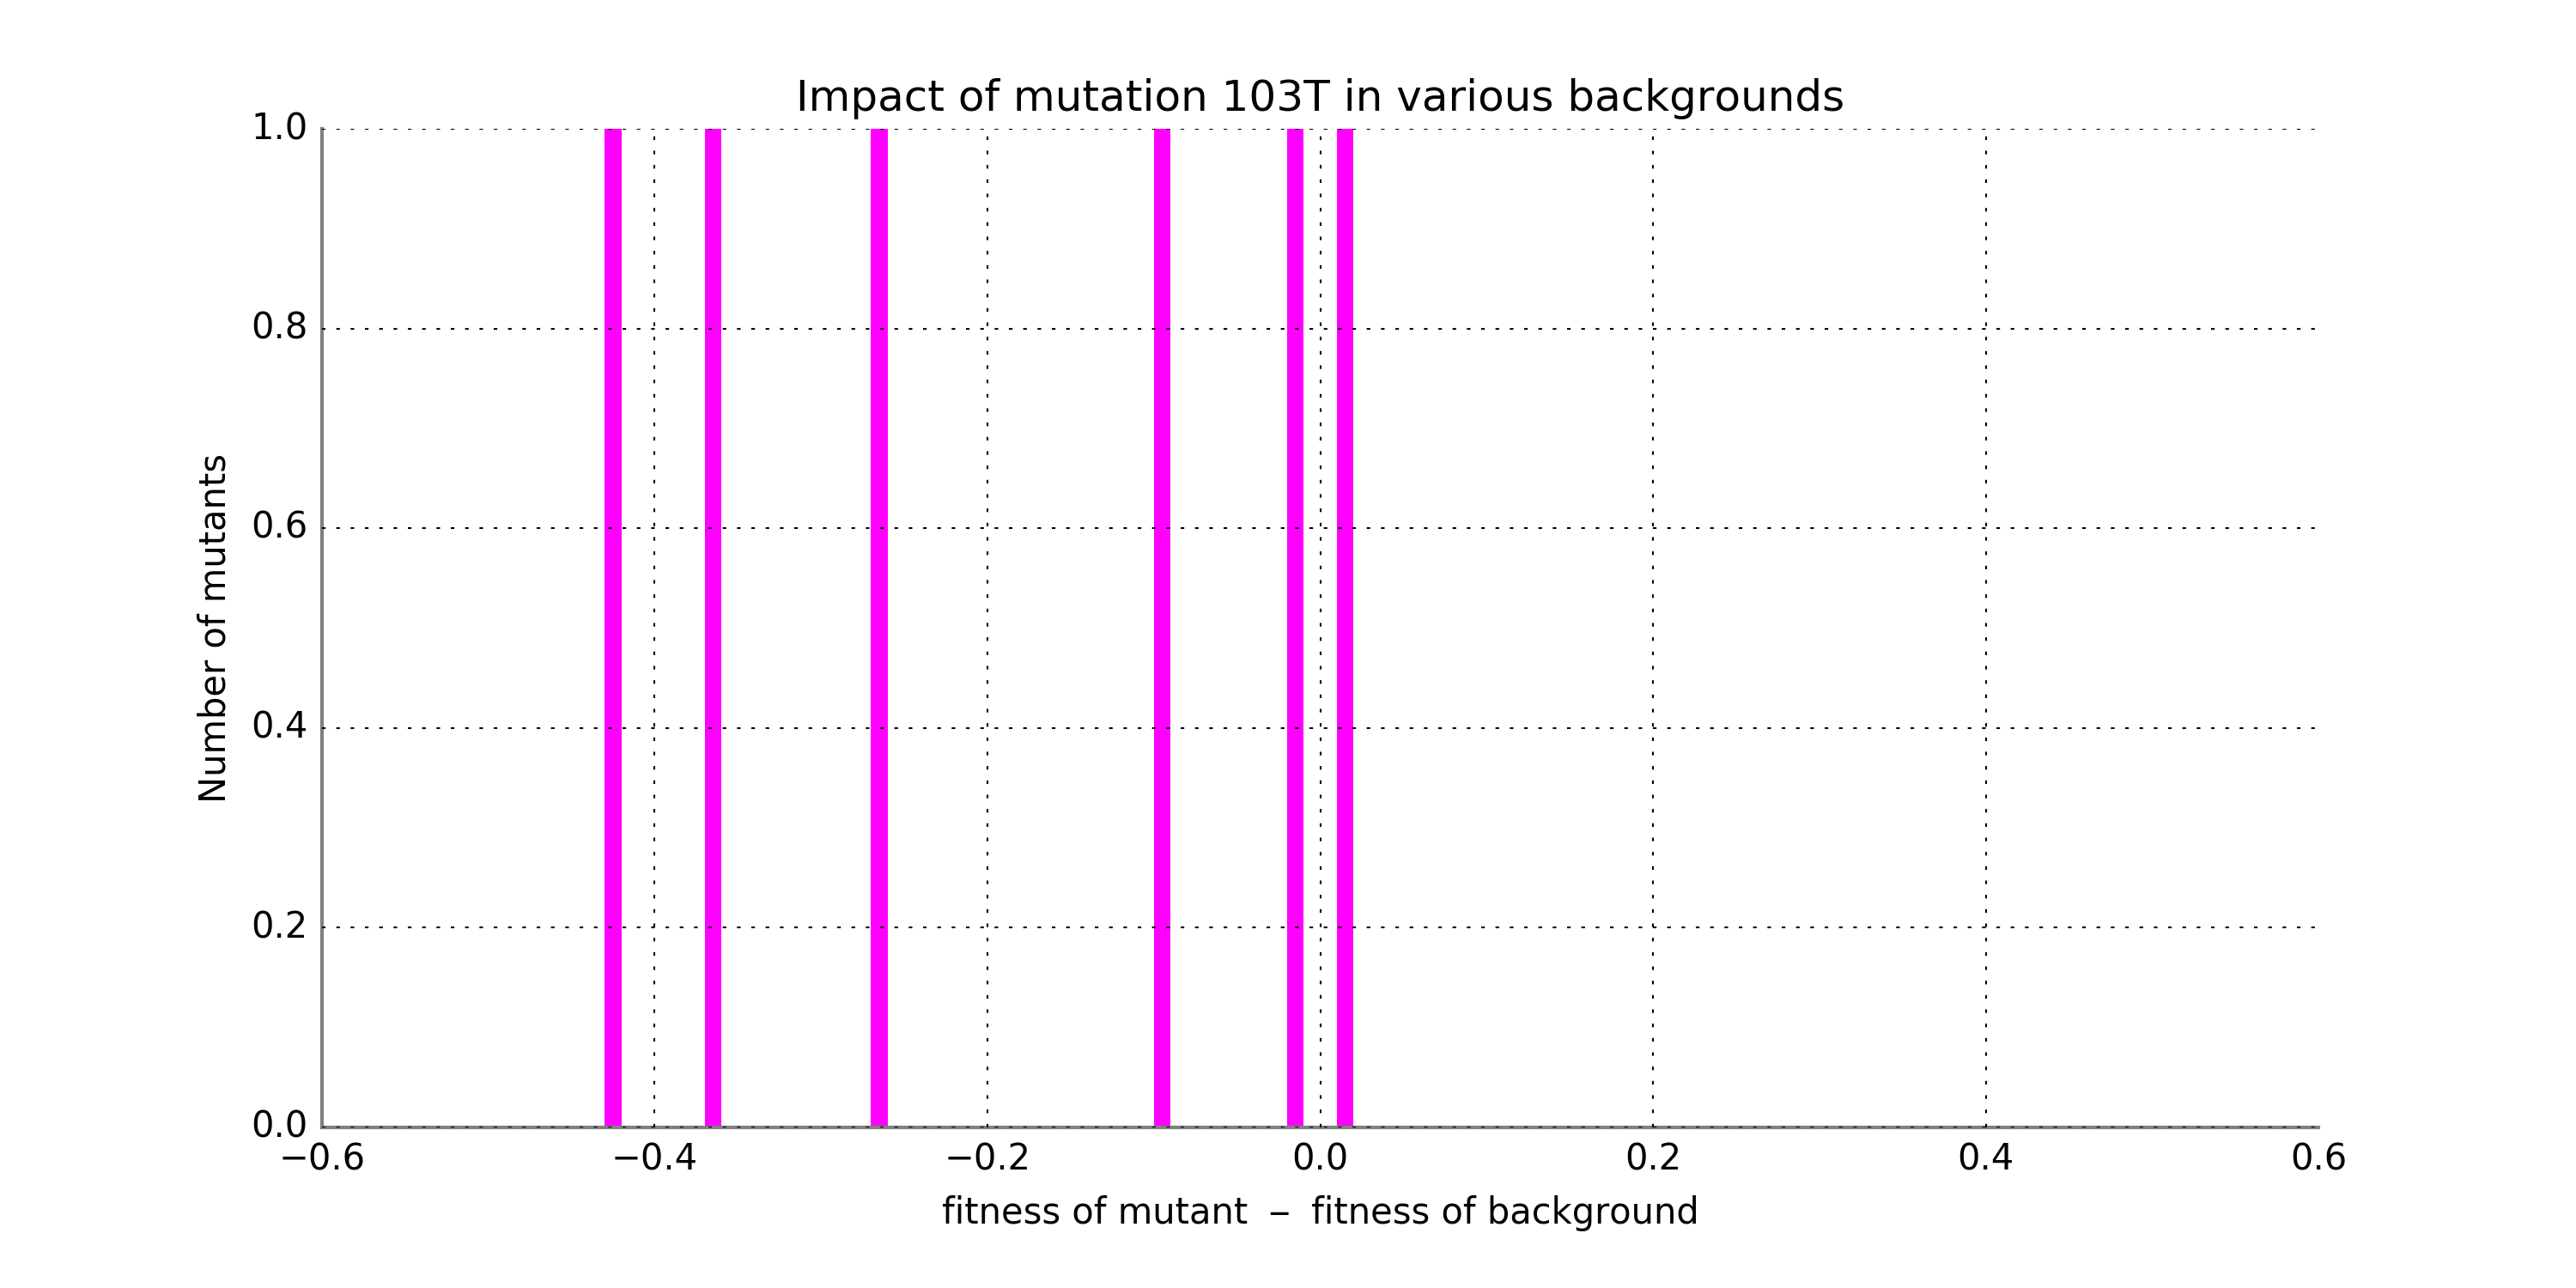 Impact of mutation 103T in various backgrounds
1.0
0.8
0.6
0.4
0.2
0.0
Number of mutants
−0.6 −0.4 −0.2 0.0 0.2 0.4 0.6
fitness of mutant − fitness of background